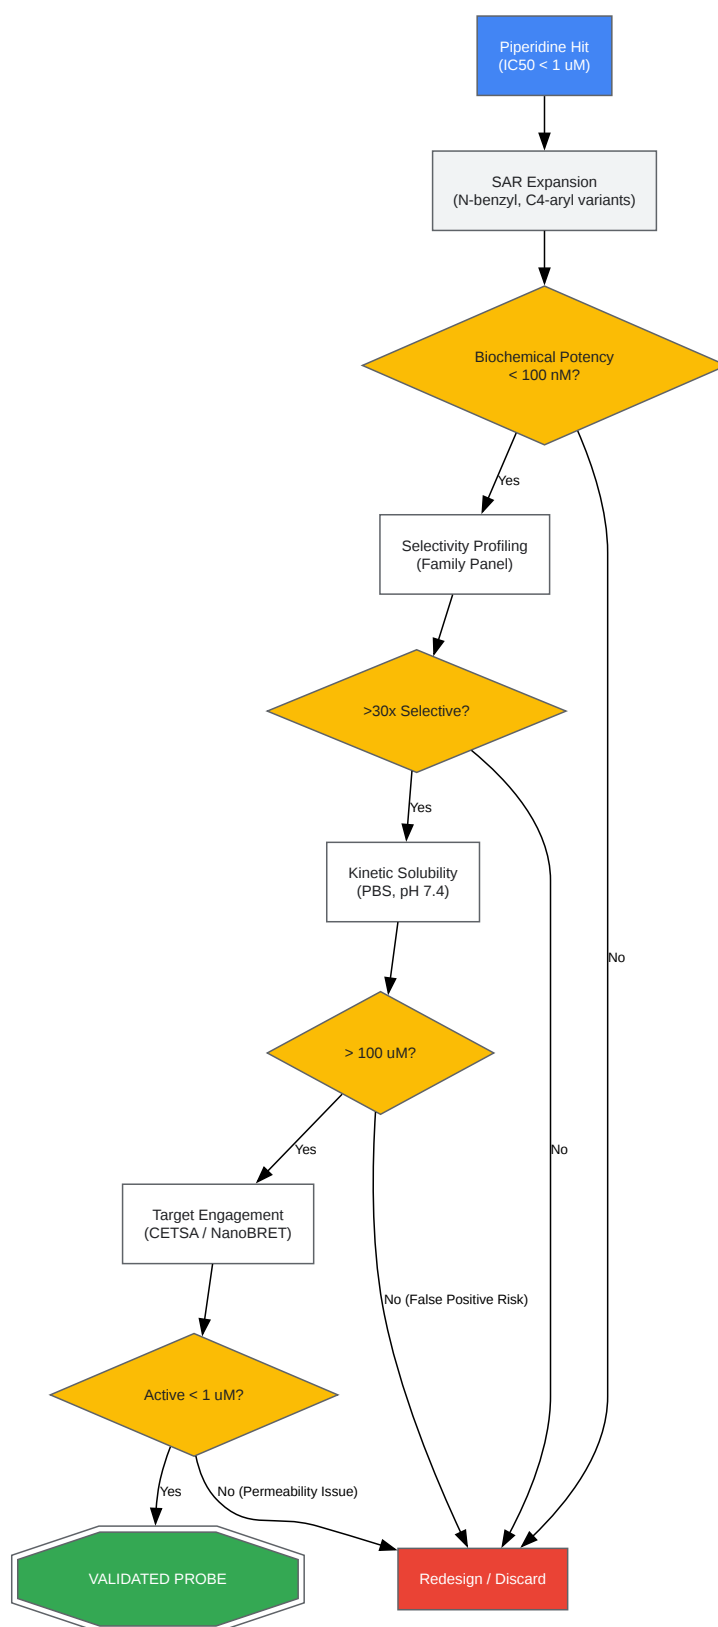 Piperidine Hit
(IC50 < 1 uM)
SAR Expansion
(N-benzyl, C4-aryl variants)
Biochemical Potency
< 100 nM?
Yes
Selectivity Profiling
(Family Panel)
>30x Selective?
Yes
Kinetic Solubility
(PBS, pH 7.4)
No
> 100 uM?
Yes
No
Target Engagement
(CETSA / NanoBRET)
No (False Positive Risk)
Active < 1 uM?
Yes
No (Permeability Issue)
VALIDATED PROBE
Redesign / Discard